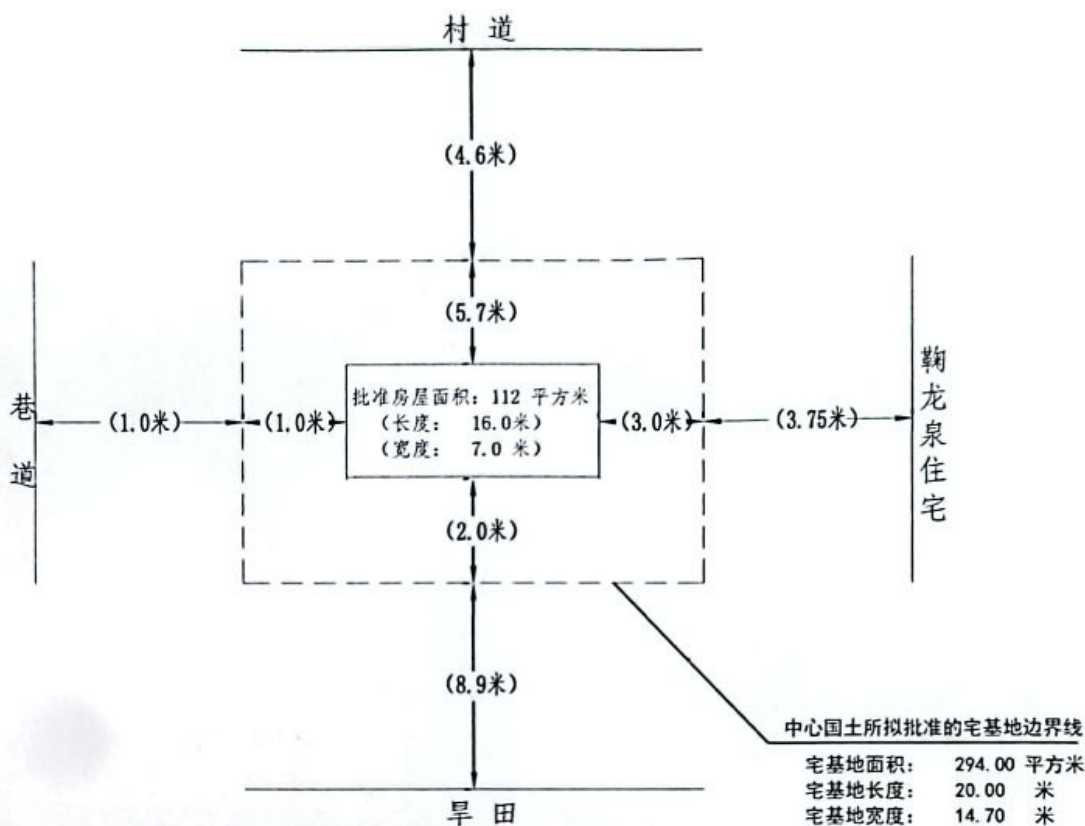 村道
(4.6米)
(5.7米)
批准房屋面积: 112 平方米
(长度: 16.0米)
(宽度: 7.0 米)
巷道
(1.0米)
(1.0米)
(3.0米)
(3.75米)
鞠龙泉住宅
(2.0米)
(8.9米)
旱田
中心国土所拟批准的宅基地边界线
宅基地面积: 294.00 平方米
宅基地长度: 20.00 米
宅基地宽度: 14.70 米